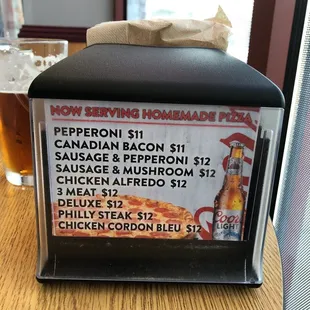 NOW SERVING HOMEMADE PIZZA
PEPPERONI $11
CANADIAN BACON $11
SAUSAGE & PEPPERONI $12
SAUSAGE & MUSHROOM $12
CHICKEN ALFREDO $12
3 MEAT $12
DELUXE $12
PHILLY STEAK $12
CHICKEN CORDON BLEU $12
Coors
LIGHT